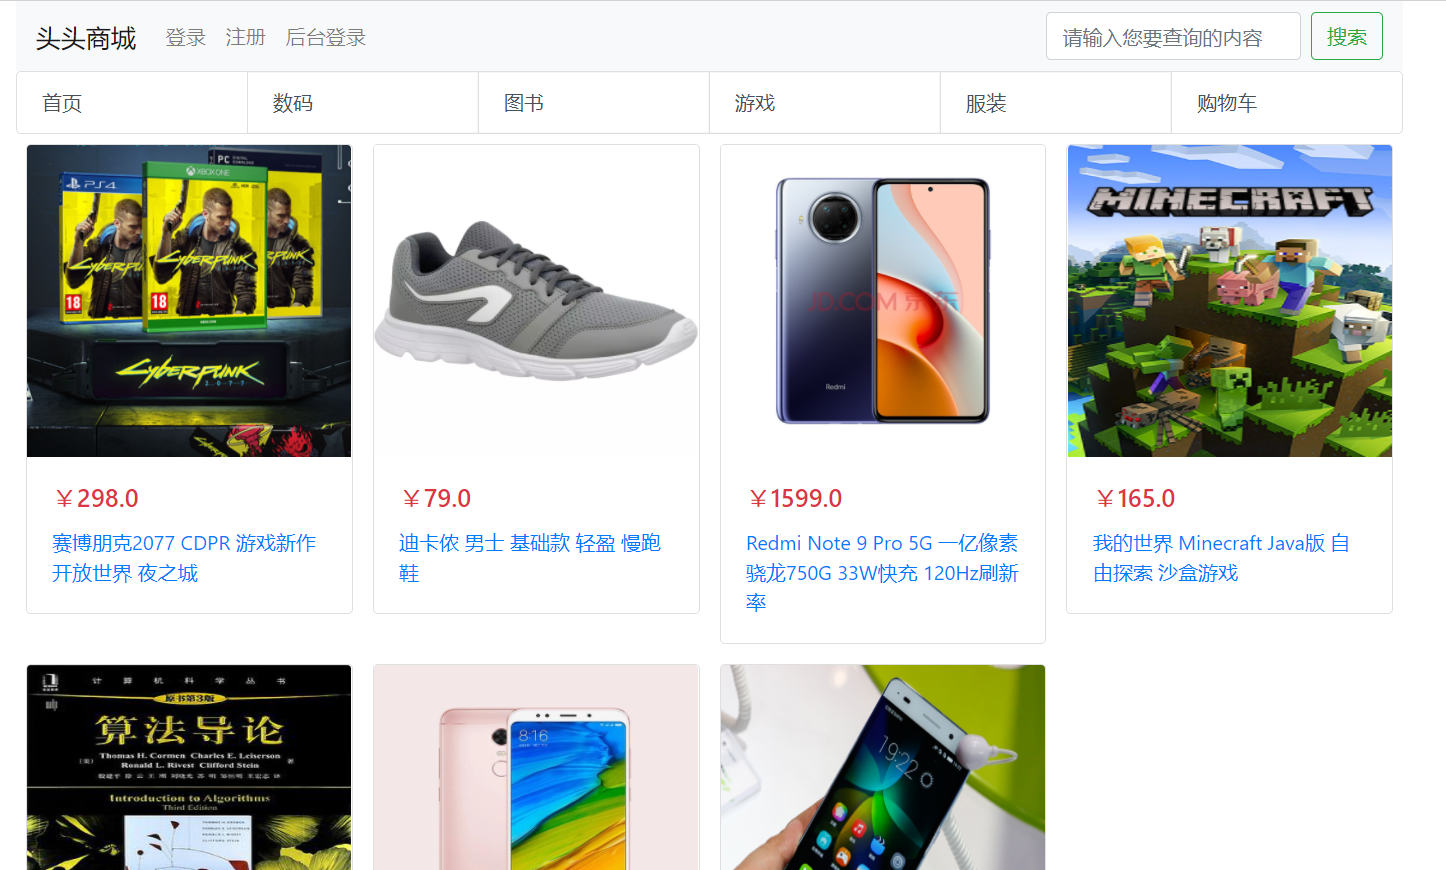 头头商城 登录 注册 后台登录 请输入您要查询的内容 搜索
首页 数码 图书 游戏 服装 购物车
PC DIGITAL DOWNLOAD
XBOX ONE
PS4
Cyberpunk
18
18
XBOX ONE
Cyberpunk
2077
JD.COM 京东
Redmi
MINECRAFT
￥298.0
赛博朋克2077 CDPR 游戏新作
开放世界 夜之城
￥79.0
迪卡侬 男士 基础款 轻盈 慢跑
鞋
￥1599.0
Redmi Note 9 Pro 5G 一亿像素
骁龙750G 33W快充 120Hz刷新
率
￥165.0
我的世界 Minecraft Java版 自
由探索 沙盒游戏
计算机科学丛书
原书第3版
算法导论
Thomas H. Cormen Charles E. Leiserson
Ronald L. Rivest Clifford Stein
Introduction to Algorithms
Third Edition
8:16
19:22